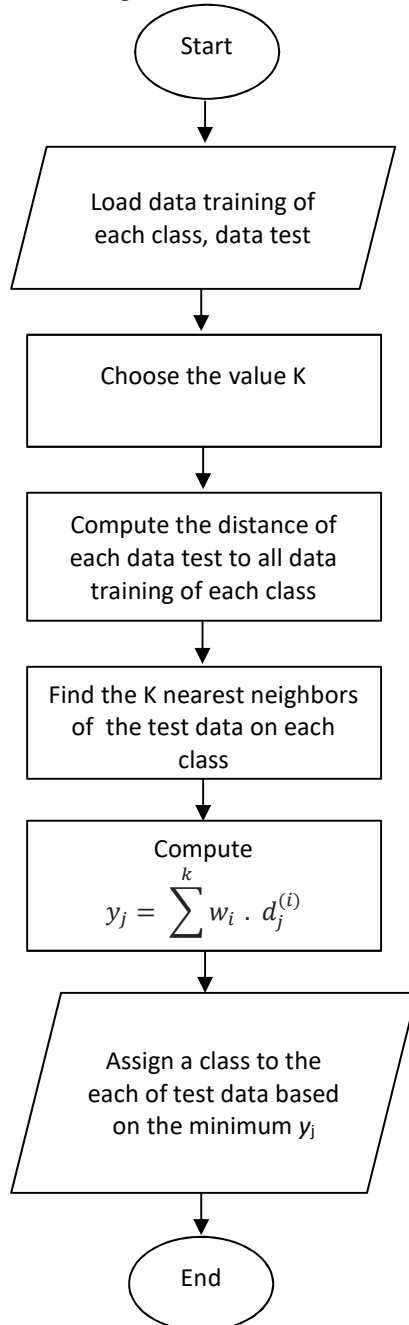 Start
Load data training of
each class, data test
Choose the value K
Compute the distance of
each data test to all data
training of each class
Find the K nearest neighbors
of the test data on each
class
Compute
k
y_j = ∑ w_i . d_j^{(i)}
Assign a class to the
each of test data based
on the minimum y_j
End